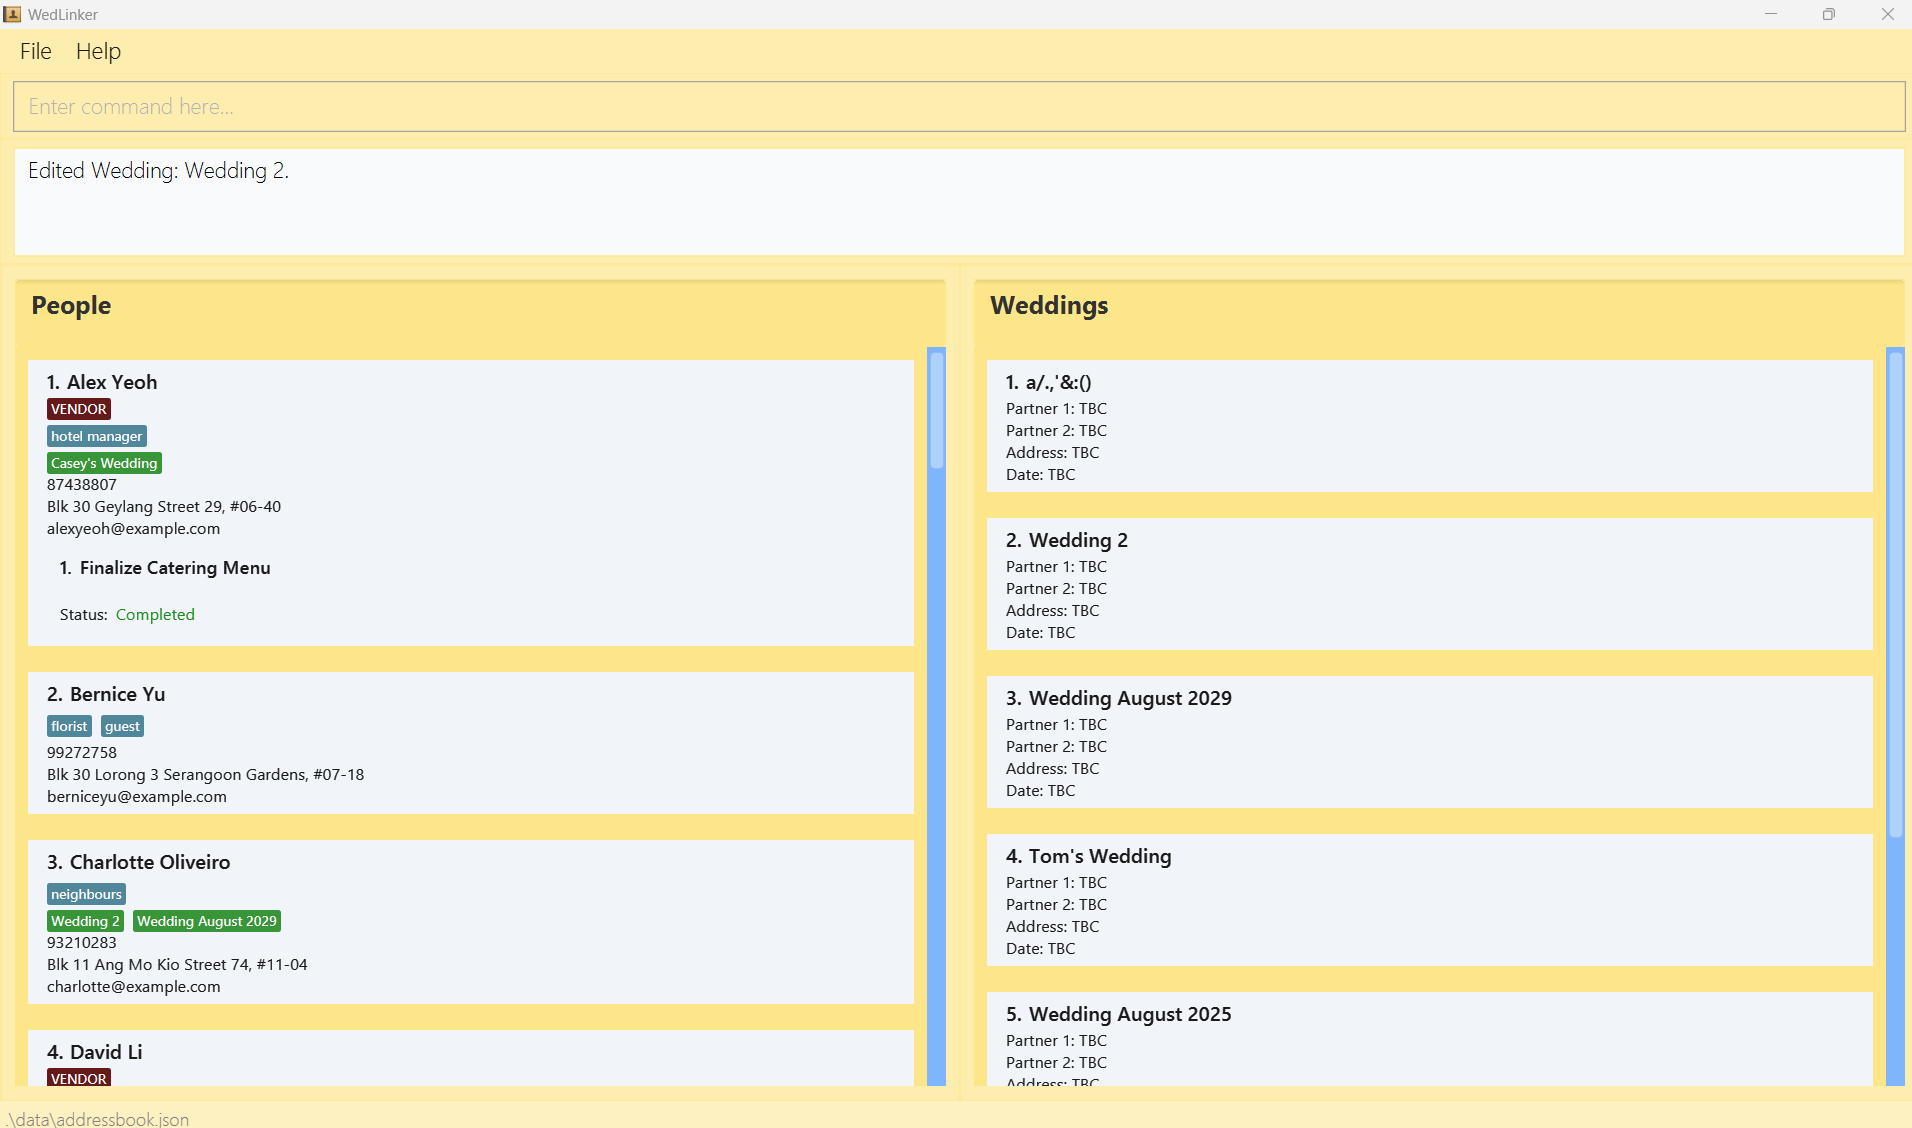 WedLinker
File Help
Enter command here...
Edited Wedding: Wedding 2.
People
1. Alex Yeoh
VENDOR
hotel manager
Casey's Wedding
87438807
Blk 30 Geylang Street 29, #06-40
alexyeoh@example.com
1. Finalize Catering Menu
Status: Completed
2. Bernice Yu
florist guest
99272758
Blk 30 Lorong 3 Serangoon Gardens, #07-18
berniceyu@example.com
3. Charlotte Oliveiro
neighbours
Wedding 2 Wedding August 2029
93210283
Blk 11 Ang Mo Kio Street 74, #11-04
charlotte@example.com
4. David Li
VENDOR
Weddings
1. a/.,'&:()
Partner 1: TBC
Partner 2: TBC
Address: TBC
Date: TBC
2. Wedding 2
Partner 1: TBC
Partner 2: TBC
Address: TBC
Date: TBC
3. Wedding August 2029
Partner 1: TBC
Partner 2: TBC
Address: TBC
Date: TBC
4. Tom's Wedding
Partner 1: TBC
Partner 2: TBC
Address: TBC
Date: TBC
5. Wedding August 2025
Partner 1: TBC
Partner 2: TBC
Address: TBC
.\data\addressbook.json